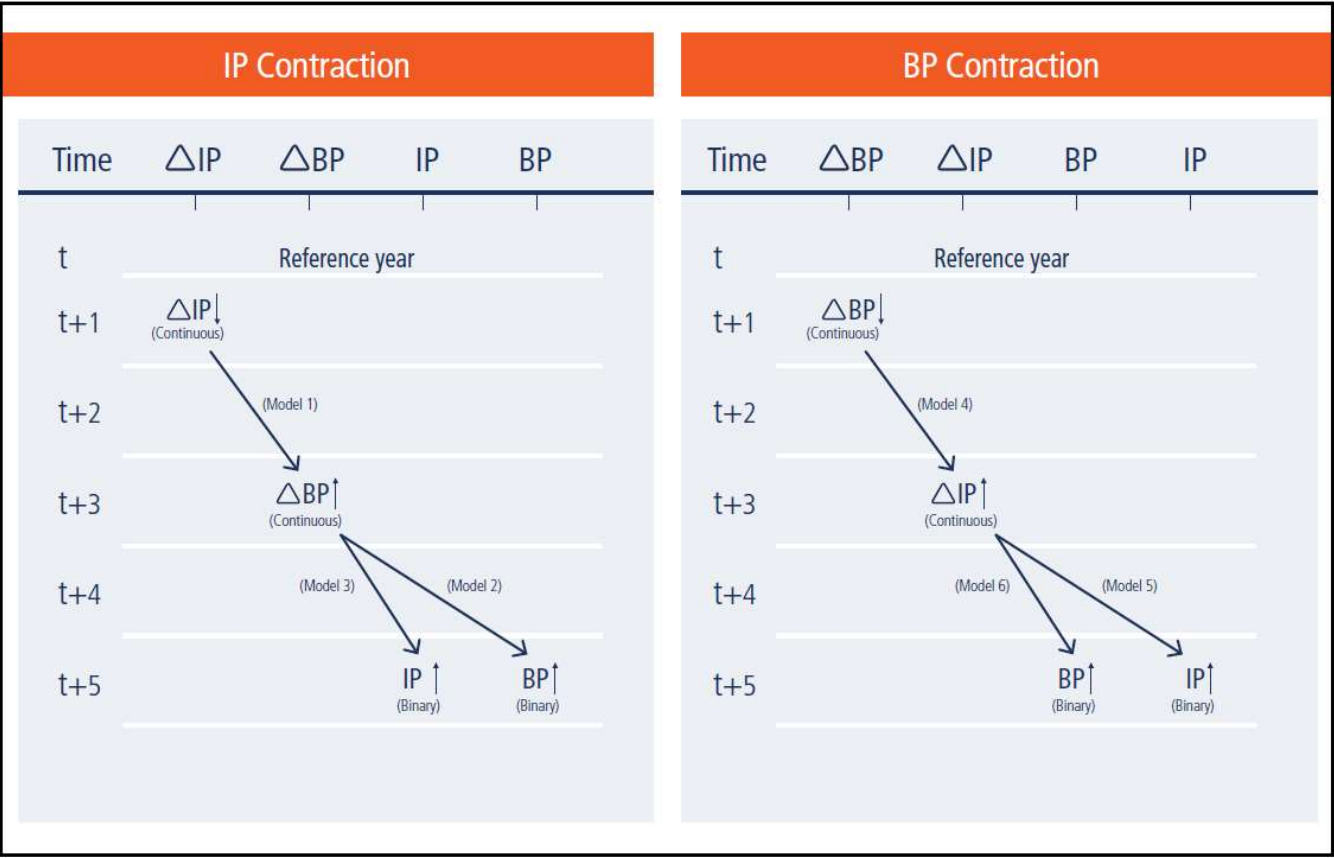 IP Contraction
Time △IP △BP IP BP
t Reference year
t+1 △IP↓
(Continuous)
t+2 (Model 1)
t+3 △BP↑
(Continuous)
t+4 (Model 3) (Model 2)
t+5 IP↑ BP↑
(Binary) (Binary)
BP Contraction
Time △BP △IP BP IP
t Reference year
t+1 △BP↓
(Continuous)
t+2 (Model 4)
t+3 △IP↑
(Continuous)
t+4 (Model 6) (Model 5)
t+5 BP↑ IP↑
(Binary) (Binary)